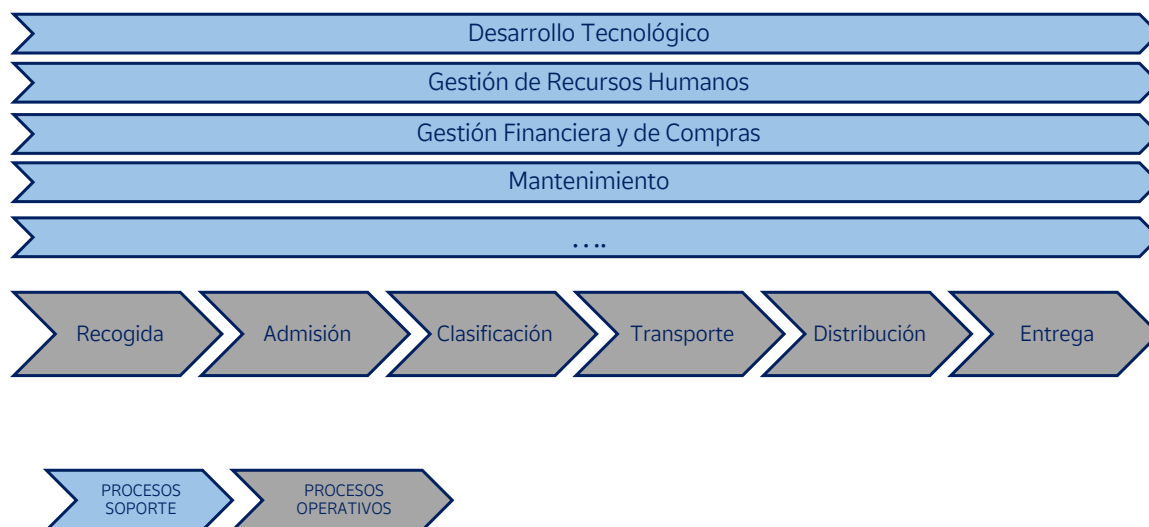 Desarrollo Tecnológico
Gestión de Recursos Humanos
Gestión Financiera y de Compras
Mantenimiento
….
Recogida
Admisión
Clasificación
Transporte
Distribución
Entrega
PROCESOS
SOPORTE
PROCESOS
OPERATIVOS